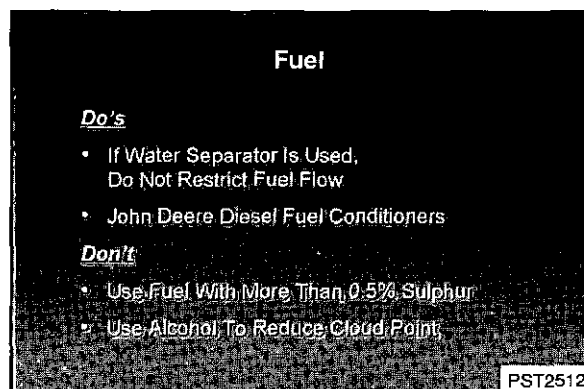 Fuel
Do's
• If Water Separator Is Used,
Do Not Restrict Fuel Flow
• John Deere Diesel Fuel Conditioners
Don't
• Use Fuel With More Than 0.5% Sulphur
• Use Alcohol To Reduce Cloud Point
PST2512